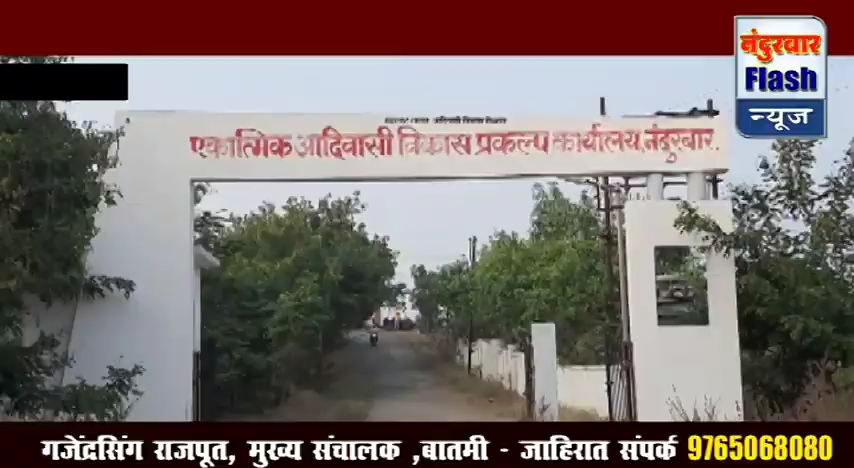 नंदुरबार
Flash
न्यूज
एकात्मिक आदिवासी विकास प्रकल्प कार्यालय, नंदुरबार.
गजेंद्रसिंग राजपूत, मुख्य संचालक ,बातमी - जाहिरात संपर्क 9765068080